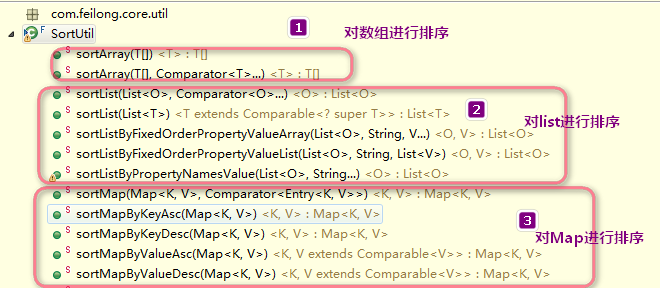 com.feilong.core.util
SortUtil
1 对数组进行排序
sortArray(T[]) <T> : T[]
sortArray(T[], Comparator<T>...) <T> : T[]
sortList(List<O>, Comparator<O>...) <O> : List<O>
2
sortList(List<T>) <T extends Comparable<? super T>> : List<T>
对list进行排序
sortListByFixedOrderPropertyValueArray(List<O>, String, V...) <O, V> : List<O>
sortListByFixedOrderPropertyValueList(List<O>, String, List<V>) <O, V> : List<O>
sortListByPropertyNamesValue(List<O>, String...) <O> : List<O>
sortMap(Map<K, V>, Comparator<Entry<K, V>>) <K, V> : Map<K, V>
sortMapByKeyAsc(Map<K, V>) <K, V> : Map<K, V>
3
sortMapByKeyDesc(Map<K, V>) <K, V> : Map<K, V>
对Map进行排序
sortMapByValueAsc(Map<K, V>) <K, V extends Comparable<V>> : Map<K, V>
sortMapByValueDesc(Map<K, V>) <K, V extends Comparable<V>> : Map<K, V>